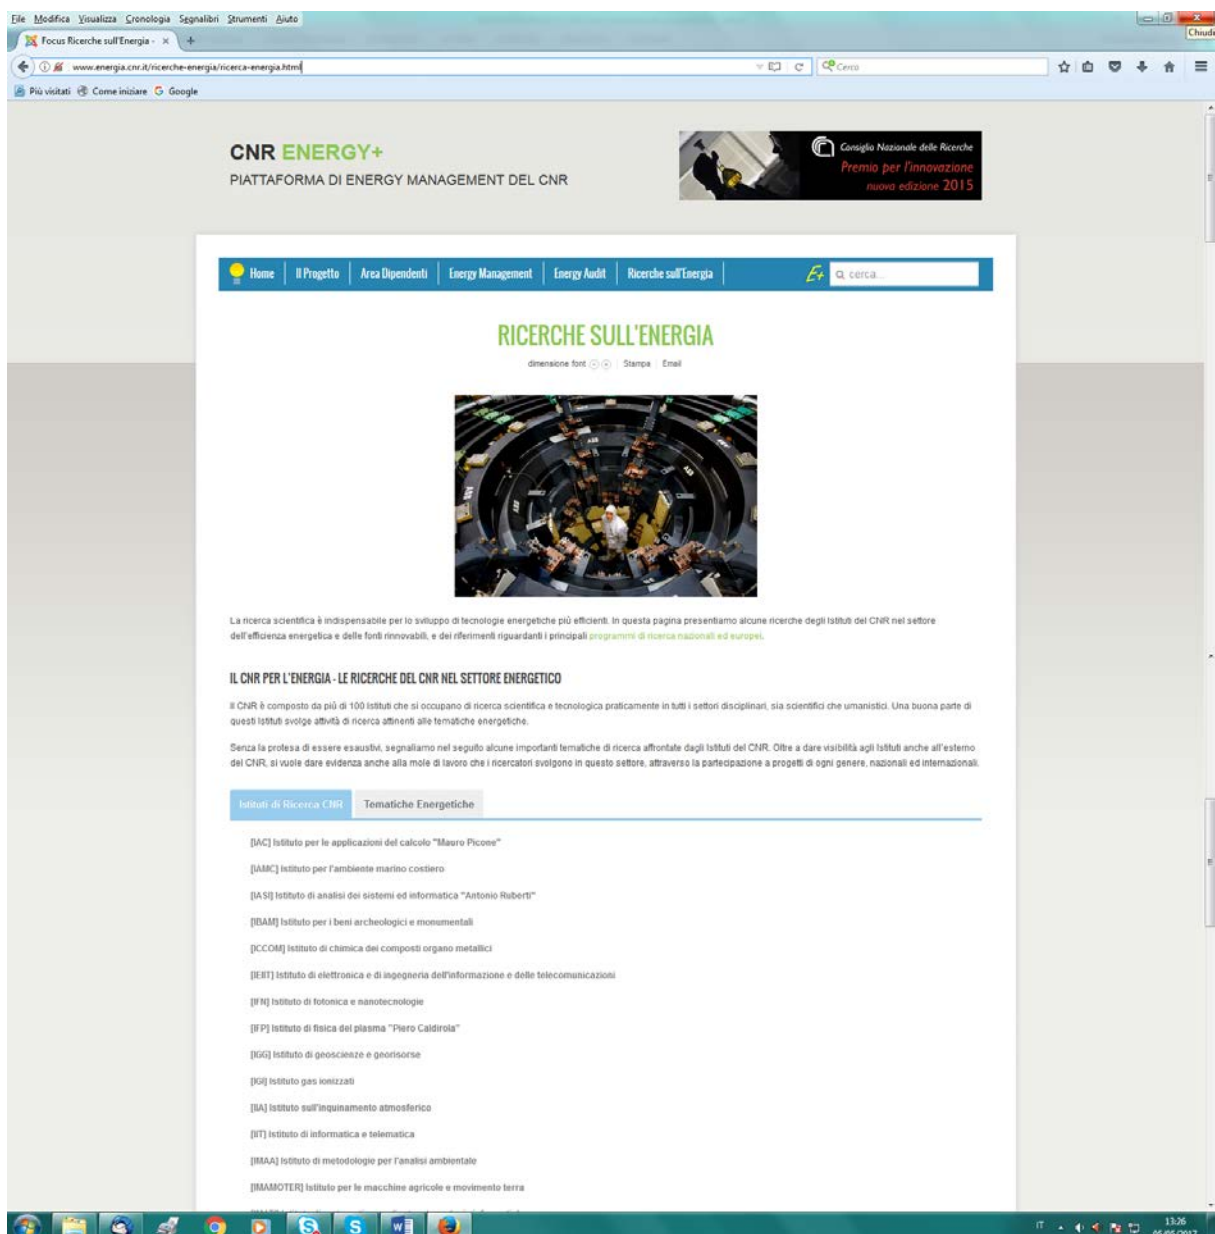 File Modifica Visualizza Cronologia Segnalibri Strumenti Aiuto
Chiudi
Focus Ricerche sull'Energia -
www.energia.cnr.it/ricerche-energia/ricerca-energia.html
Cerca
Più visitati Come iniziare Google
CNR ENERGY+
PIATTAFORMA DI ENERGY MANAGEMENT DEL CNR
Consiglio Nazionale delle Ricerche
Premio per l'innovazione
nuova edizione 2015
Home Il Progetto Area Dipendenti Energy Management Energy Audit Ricerche sull'Energia E+ cerca...
RICERCHE SULL'ENERGIA
dimensione font Stampa Email
La ricerca scientifica è indispensabile per lo sviluppo di tecnologie energetiche più efficienti. In questa pagina presentiamo alcune ricerche degli Istituti del CNR nel settore
dell'efficienza energetica e delle fonti rinnovabili, e dei riferimenti riguardanti i principali programmi di ricerca nazionali ed europei.
IL CNR PER L'ENERGIA - LE RICERCHE DEL CNR NEL SETTORE ENERGETICO
Il CNR è composto da più di 100 Istituti che si occupano di ricerca scientifica e tecnologica praticamente in tutti i settori disciplinari, sia scientifici che umanistici. Una buona parte di
questi Istituti svolge attività di ricerca attinenti alle tematiche energetiche.
Senza la pretesa di essere esaustivi, segnaliamo nel seguito alcune importanti tematiche di ricerca affrontate dagli Istituti del CNR. Oltre a dare visibilità agli Istituti anche all'esterno
del CNR, si vuole dare evidenza anche alla mole di lavoro che i ricercatori svolgono in questo settore, attraverso la partecipazione a progetti di ogni genere, nazionali ed internazionali.
Istituti di Ricerca CNR Tematiche Energetiche
[IAC] Istituto per le applicazioni del calcolo "Mauro Picone"
[IAMC] Istituto per l'ambiente marino costiero
[IASI] Istituto di analisi dei sistemi ed informatica "Antonio Ruberti"
[IBAM] Istituto per i beni archeologici e monumentali
[ICCOM] Istituto di chimica dei composti organo metallici
[IEIIT] Istituto di elettronica e di ingegneria dell'informazione e delle telecomunicazioni
[IFN] Istituto di fotonica e nanotecnologie
[IFP] Istituto di fisica del plasma "Piero Caldirola"
[IGG] Istituto di geoscienze e georisorse
[IGI] Istituto gas ionizzati
[IIA] Istituto sull'inquinamento atmosferico
[IIT] Istituto di informatica e telematica
[IMAA] Istituto di metodologie per l'analisi ambientale
[IMAMOTER] Istituto per le macchine agricole e movimento terra
IT 13:26
05/05/2017